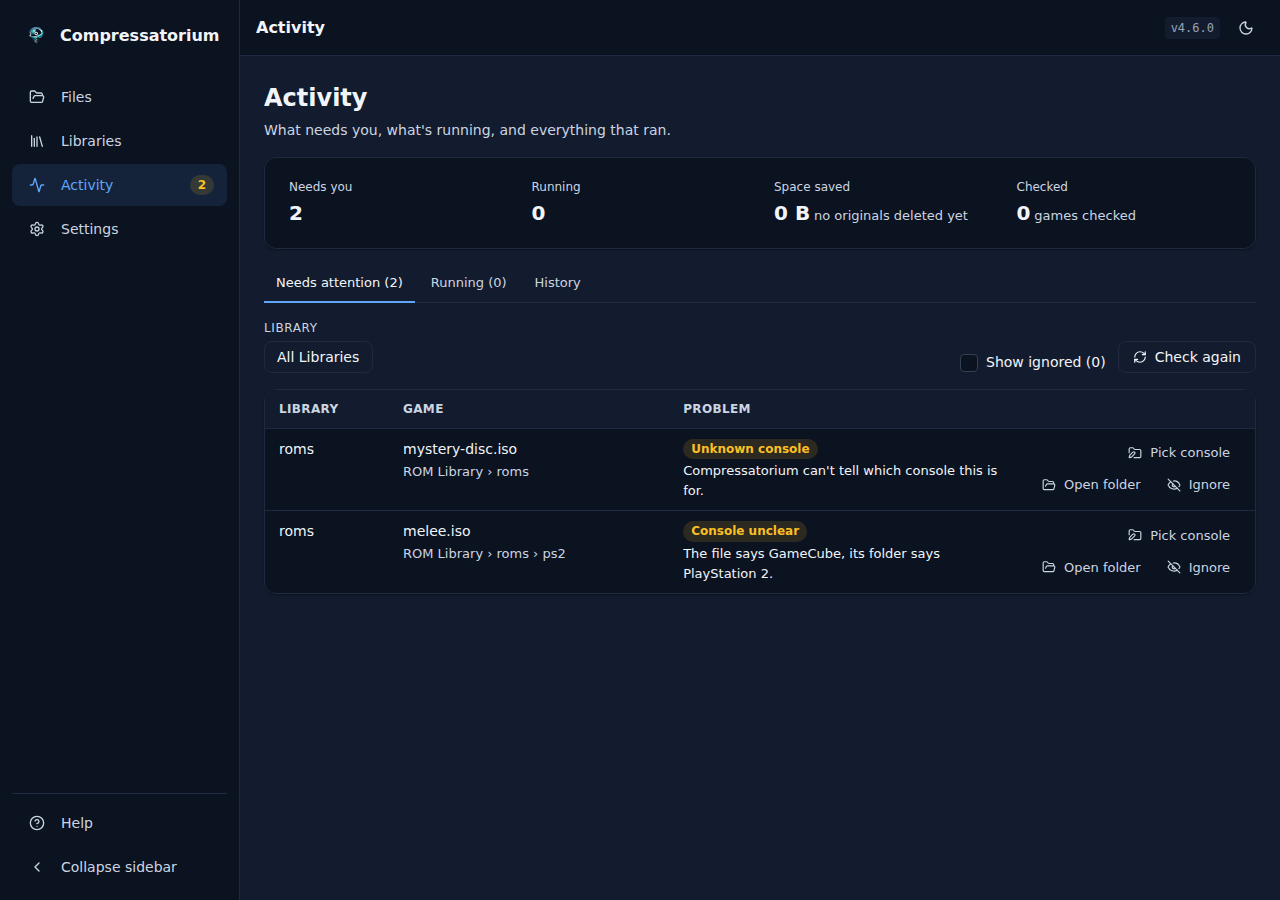 Compressatorium
Activity
v4.6.0
Files
Libraries
Activity
2
Settings
Activity
What needs you, what's running, and everything that ran.
Needs you
2
Running
0
Space saved
0 B no originals deleted yet
Checked
0 games checked
Needs attention (2)
Running (0)
History
LIBRARY
All Libraries
Show ignored (0)
Check again
LIBRARY
GAME
PROBLEM
roms
mystery-disc.iso
ROM Library › roms
Unknown console
Compressatorium can't tell which console this is
for.
Pick console
Open folder
Ignore
roms
melee.iso
ROM Library › roms › ps2
Console unclear
The file says GameCube, its folder says
PlayStation 2.
Pick console
Open folder
Ignore
Help
Collapse sidebar